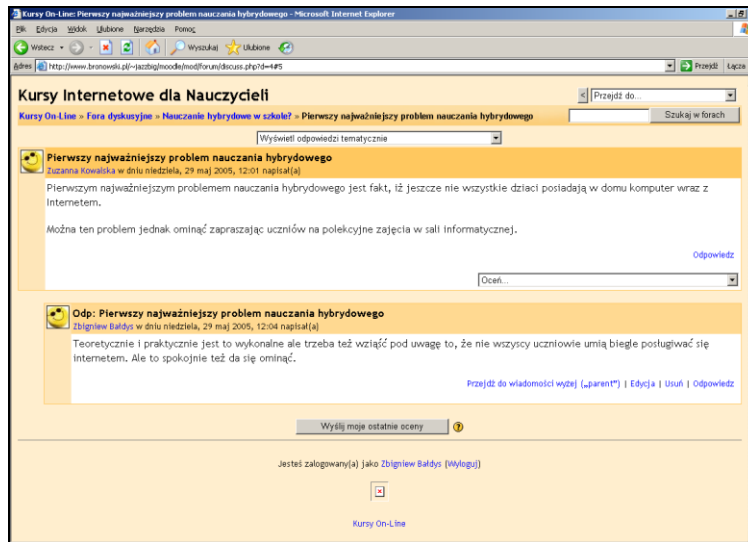 Kursy On-Line: Pierwszy najważniejszy problem nauczania hybrydowego - Microsoft Internet Explorer
Plik Edycja Widok Ulubione Narzędzia Pomoc
Wstecz Wyszukaj Ulubione
Adres http://www.bronowski.pl/~jazzbig/moodle/mod/forum/discuss.php?d=4#5 Przejdź Łącza
Kursy Internetowe dla Nauczycieli < Przejdź do...
Kursy On-Line » Fora dyskusyjne » Nauczanie hybrydowe w szkole? » Pierwszy najważniejszy problem nauczania hybrydowego Szukaj w forach
Wyświetl odpowiedzi tematycznie
Pierwszy najważniejszy problem nauczania hybrydowego
Zuzanna Kowalska w dniu niedziela, 29 maj 2005, 12:01 napisał(a)
Pierwszym najważniejszym problemem nauczania hybrydowego jest fakt, iż jeszcze nie wszystkie dziaci posiadają w domu komputer wraz z
Internetem.
Można ten problem jednak ominąć zapraszając uczniów na polekcyjne zajęcia w sali informatycznej.
Odpowiedz
Oceń...
Odp: Pierwszy najważniejszy problem nauczania hybrydowego
Zbigniew Bałdys w dniu niedziela, 29 maj 2005, 12:04 napisał(a)
Teoretycznie i praktycznie jest to wykonalne ale trzeba też wziąść pod uwagę to, że nie wszyscy uczniowie umią biegle posługiwać się
internetem. Ale to spokojnie też da się ominąć.
Przejdź do wiadomości wyżej („parent") | Edycja | Usuń | Odpowiedz
Wyślij moje ostatnie oceny ?
Jesteś zalogowany(a) jako Zbigniew Bałdys (Wyloguj)
Kursy On-Line